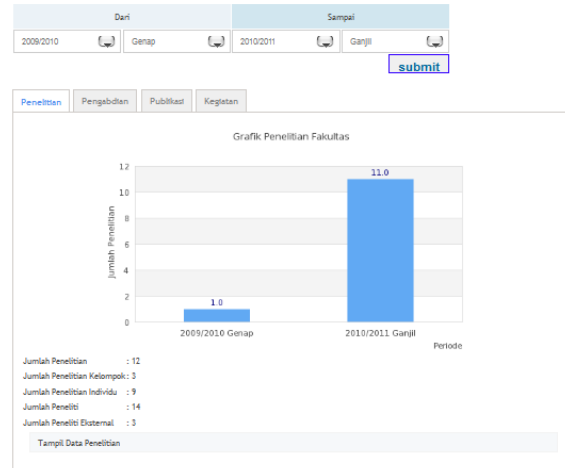 Dari Sampai
2009/2010 Genap 2010/2011 Ganjil
submit
Penelitian Pengabdian Publikasi Kegiatan
Grafik Penelitian Fakultas
12
10
8
6
4
2
0
Jumlah Penelitian
1.0
11.0
2009/2010 Genap 2010/2011 Ganjil
Periode
Jumlah Penelitian : 12
Jumlah Penelitian Kelompok : 3
Jumlah Penelitian Individu : 9
Jumlah Peneliti : 14
Jumlah Peneliti Eksternal : 3
Tampil Data Penelitian